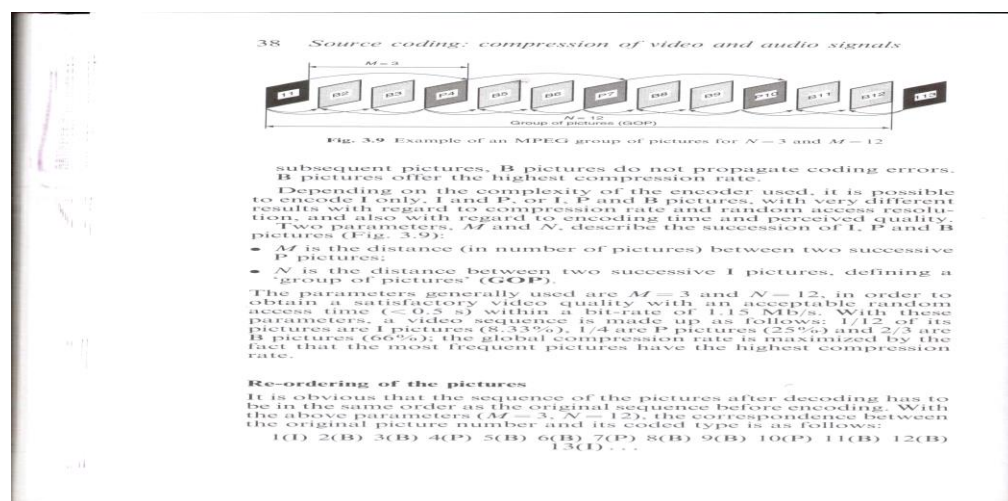 38 Source coding: compression of video and audio signals
M = 3
I1 B2 B3 P4 B5 B6 P7 B8 B9 P10 B11 B12 I13
N = 12
Group of pictures (GOP)
Fig. 3.9 Example of an MPEG group of pictures for N = 3 and M = 12
subsequent pictures, B pictures do not propagate coding errors.
B pictures offer the highest compression rate.
Depending on the complexity of the encoder used, it is possible
to encode I only, I and P, or I, P and B pictures, with very different
results with regard to compression rate and random access resolu-
tion, and also with regard to encoding time and perceived quality.
Two parameters, M and N, describe the succession of I, P and B
pictures (Fig. 3.9):
• M is the distance (in number of pictures) between two successive
P pictures;
• N is the distance between two successive I pictures, defining a
'group of pictures' (GOP).
The parameters generally used are M = 3 and N = 12, in order to
obtain a satisfactory video quality with an acceptable random
access time (< 0.5 s) within a bit-rate of 1.15 Mb/s. With these
parameters, a video sequence is made up as follows: 1/12 of its
pictures are I pictures (8.33%), 1/4 are P pictures (25%) and 2/3 are
B pictures (66%); the global compression rate is maximized by the
fact that the most frequent pictures have the highest compression
rate.
Re-ordering of the pictures
It is obvious that the sequence of the pictures after decoding has to
be in the same order as the original sequence before encoding. With
the above parameters (M = 3, N = 12), the correspondence between
the original picture number and its coded type is as follows:
1(I) 2(B) 3(B) 4(P) 5(B) 6(B) 7(P) 8(B) 9(B) 10(P) 11(B) 12(B)
13(I) . . .